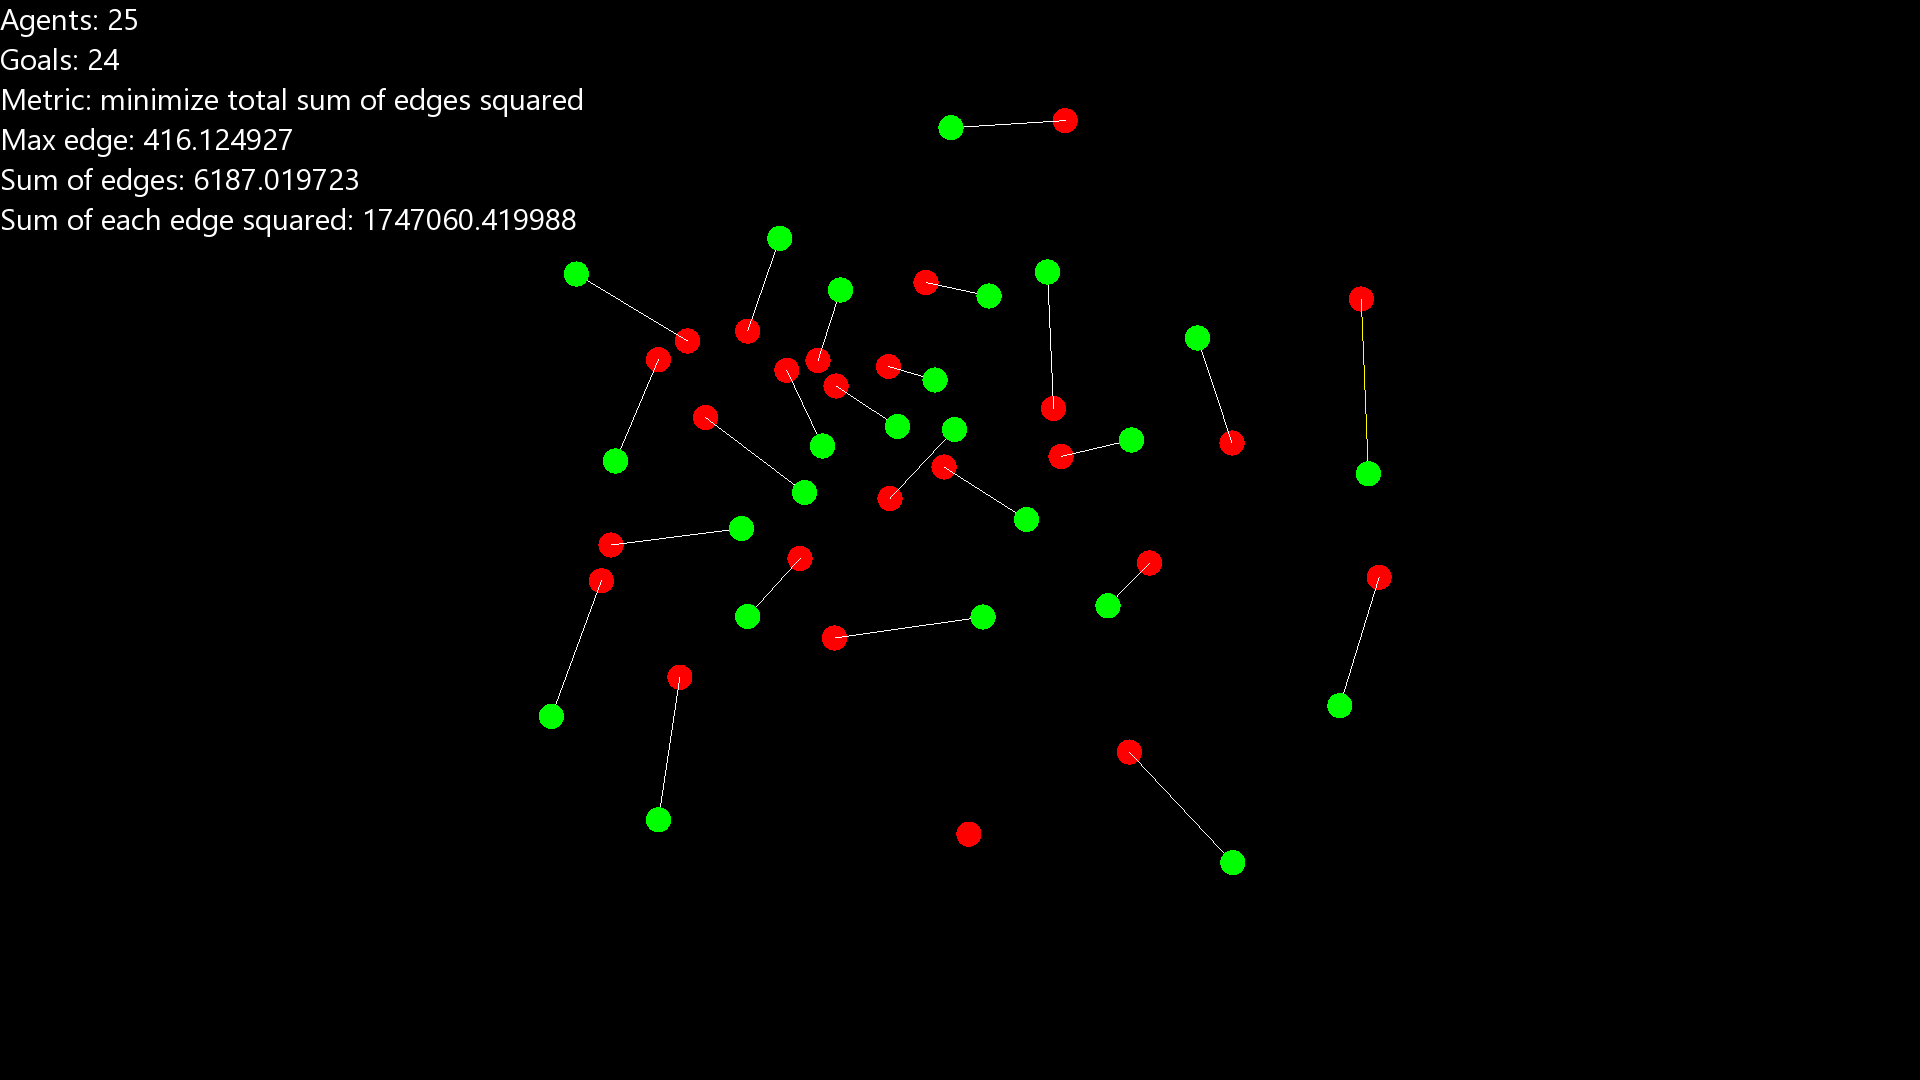 Agents: 25
Goals: 24
Metric: minimize total sum of edges squared
Max edge: 416.124927
Sum of edges: 6187.019723
Sum of each edge squared: 1747060.419988